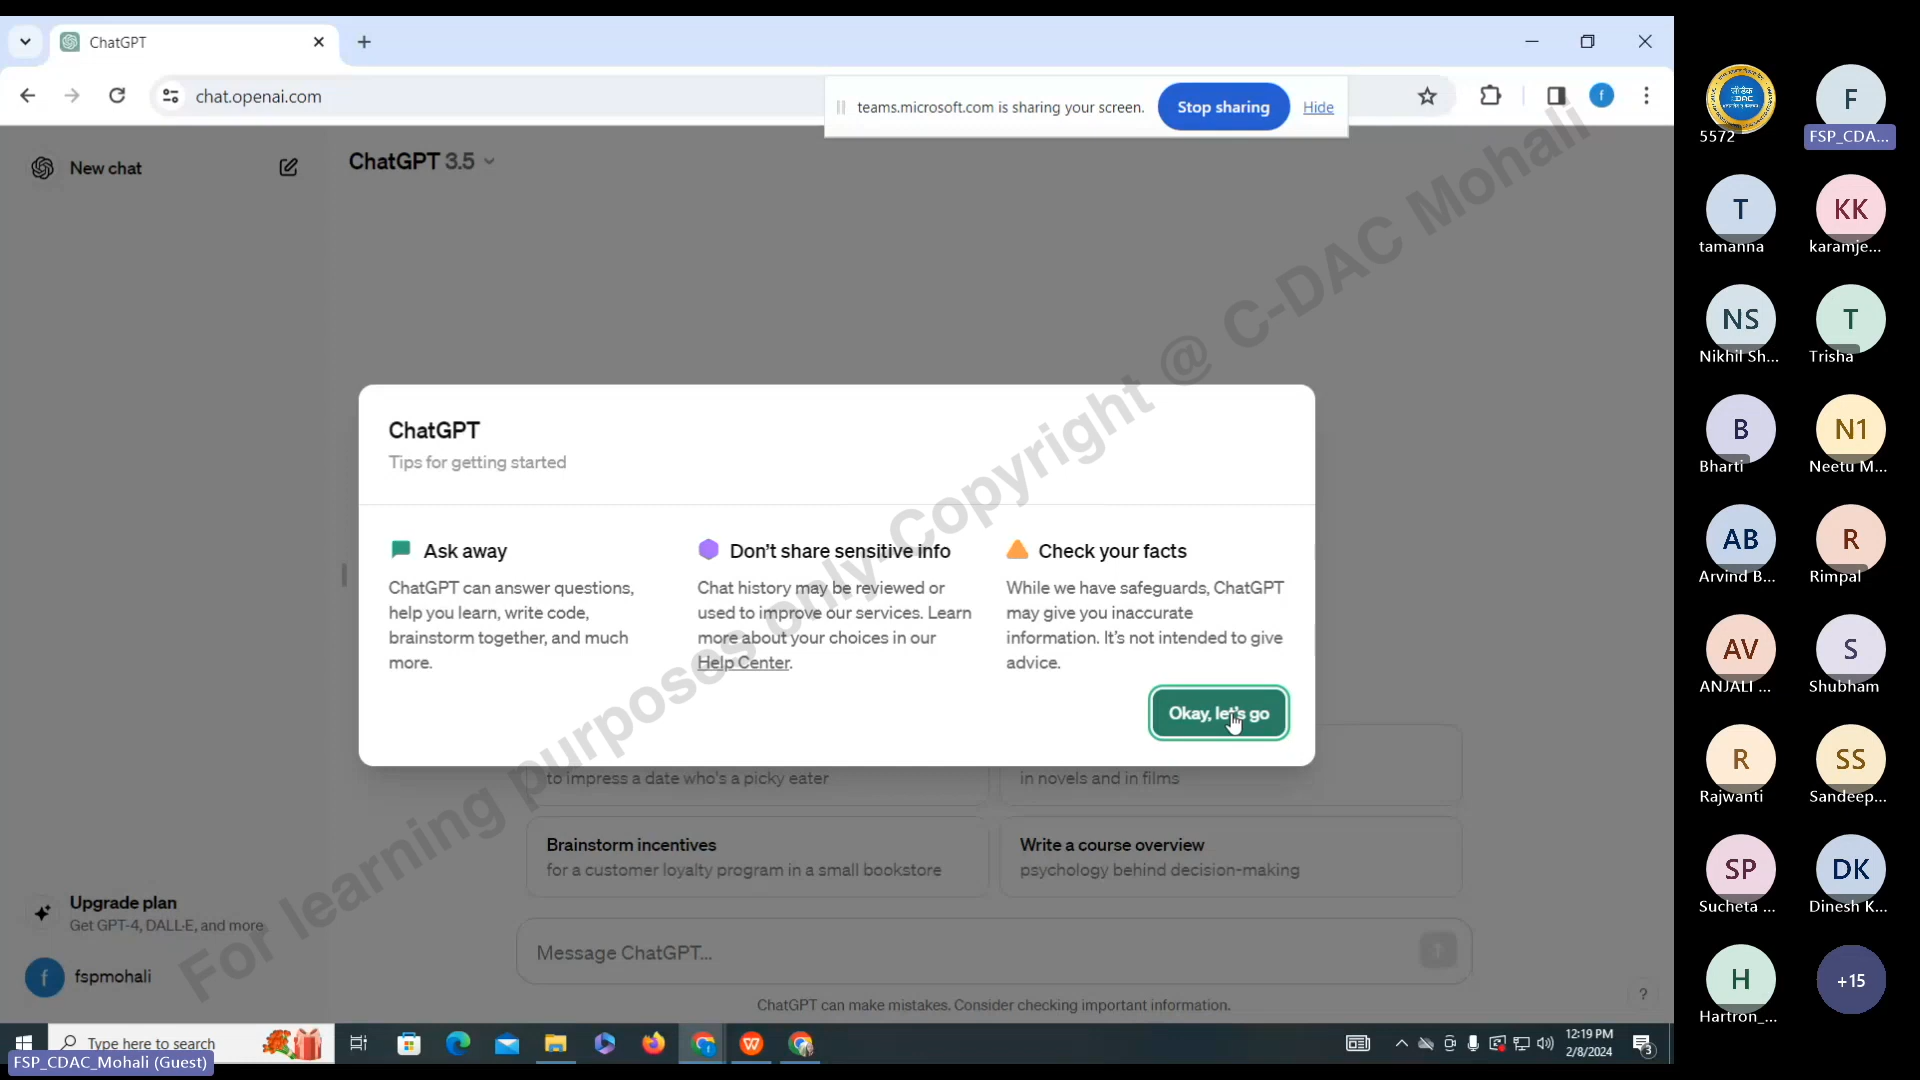 ChatGPT
chat.openai.com
teams.microsoft.com is sharing your screen.
Stop sharing
Hide
New chat
ChatGPT 3.5
ChatGPT
Tips for getting started
Ask away
ChatGPT can answer questions,
help you learn, write code,
brainstorm together, and much
more.
Don't share sensitive info
Chat history may be reviewed or
used to improve our services. Learn
more about your choices in our
Help Center.
Check your facts
While we have safeguards, ChatGPT
may give you inaccurate
information. It's not intended to give
advice.
Okay, let's go
to impress a date who's a picky eater
in novels and in films
Brainstorm incentives
for a customer loyalty program in a small bookstore
Write a course overview
psychology behind decision-making
Upgrade plan
Get GPT-4, DALL·E, and more
f
fspmohali
Message ChatGPT...
ChatGPT can make mistakes. Consider checking important information.
?
For learning purposes only. Copyright @ C-DAC Mohali
Type here to search
12:19 PM
2/8/2024
3
FSP_CDAC_Mohali (Guest)
5572
F
FSP_CDA...
T
tamanna
KK
karamje...
NS
Nikhil Sh...
T
Trisha
B
Bharti
N1
Neetu M...
AB
Arvind B...
R
Rimpal
AV
ANJALI ...
S
Shubham
R
Rajwanti
SS
Sandeep...
SP
Sucheta ...
DK
Dinesh K...
H
Hartron_...
+15